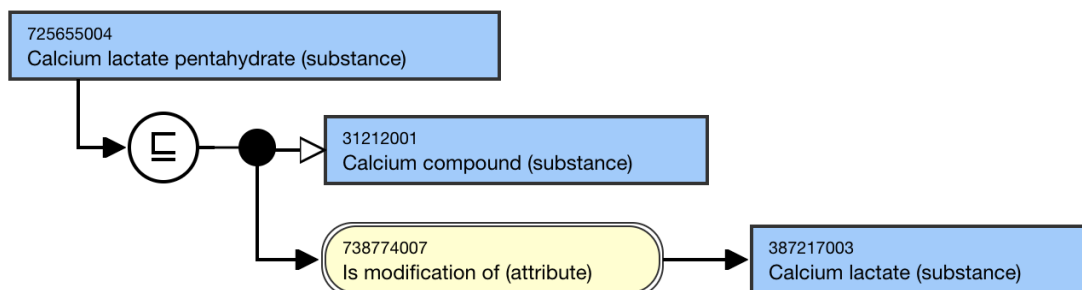 725655004
Calcium lactate pentahydrate (substance)
⊑
31212001
Calcium compound (substance)
738774007
Is modification of (attribute)
387217003
Calcium lactate (substance)